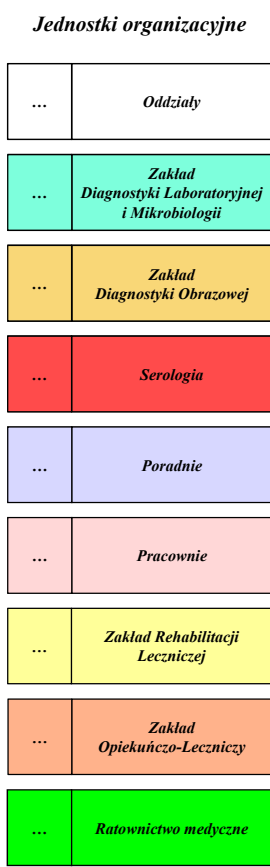 Jednostki organizacyjne
... Oddziały
Zakład
... Diagnostyki Laboratoryjnej
i Mikrobiologii
Zakład
... Diagnostyki Obrazowej
... Serologia
... Poradnie
... Pracownie
... Zakład Rehabilitacji
Leczniczej
... Zakład
Opiekuńczo-Leczniczy
... Ratownictwo medyczne